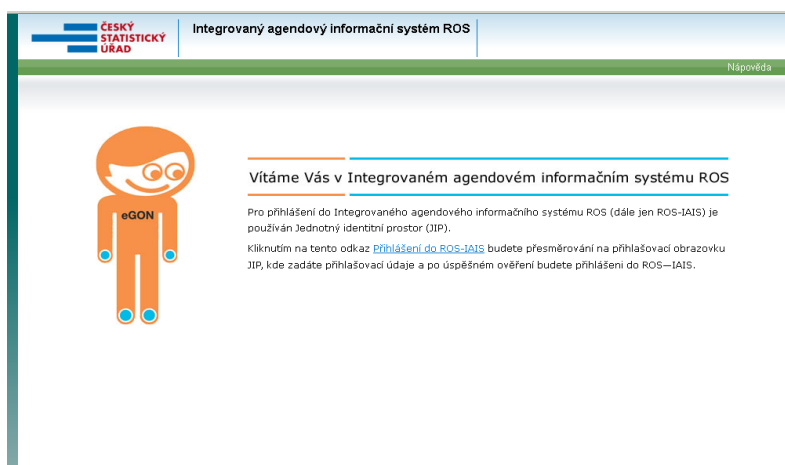 ČESKÝ
STATISTICKÝ
ÚŘAD
Integrovaný agendový informační systém ROS
Nápověda
eGON
Vítáme Vás v Integrovaném agendovém informačním systému ROS
Pro přihlášení do Integrovaného agendového informačního systému ROS (dále jen ROS-IAIS) je
používán Jednotný identitní prostor (JIP).
Kliknutím na tento odkaz Přihlášení do ROS-IAIS budete přesměrování na přihlašovací obrazovku
JIP, kde zadáte přihlašovací údaje a po úspěšném ověření budete přihlášeni do ROS—IAIS.